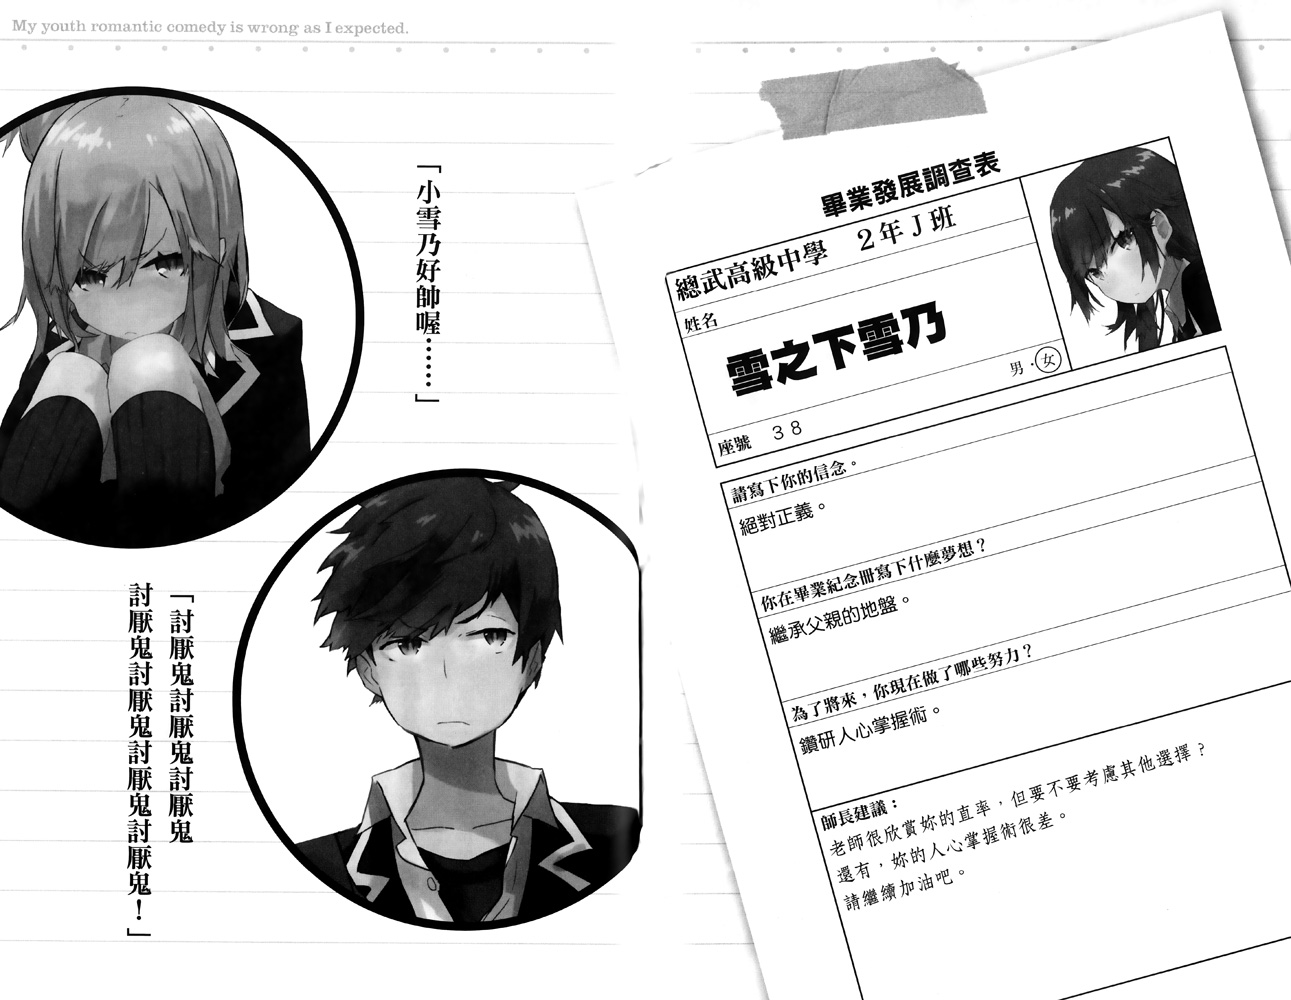 My youth romantic comedy is wrong as I expected.
「小雪乃好帥喔……」
「討厭鬼討厭鬼討厭鬼
討厭鬼討厭鬼討厭鬼討厭鬼！」
畢業發展調查表
總武高級中學 2年J班
姓名
雪之下雪乃
男・女
座號 38
請寫下你的信念。
絕對正義。
你在畢業紀念冊寫下什麼夢想？
繼承父親的地盤。
為了將來，你現在做了哪些努力？
鑽研人心掌握術。
師長建議：
老師很欣賞妳的直率，但要不要考慮其他選擇？
還有，妳的人心掌握術很差。
請繼續加油吧。